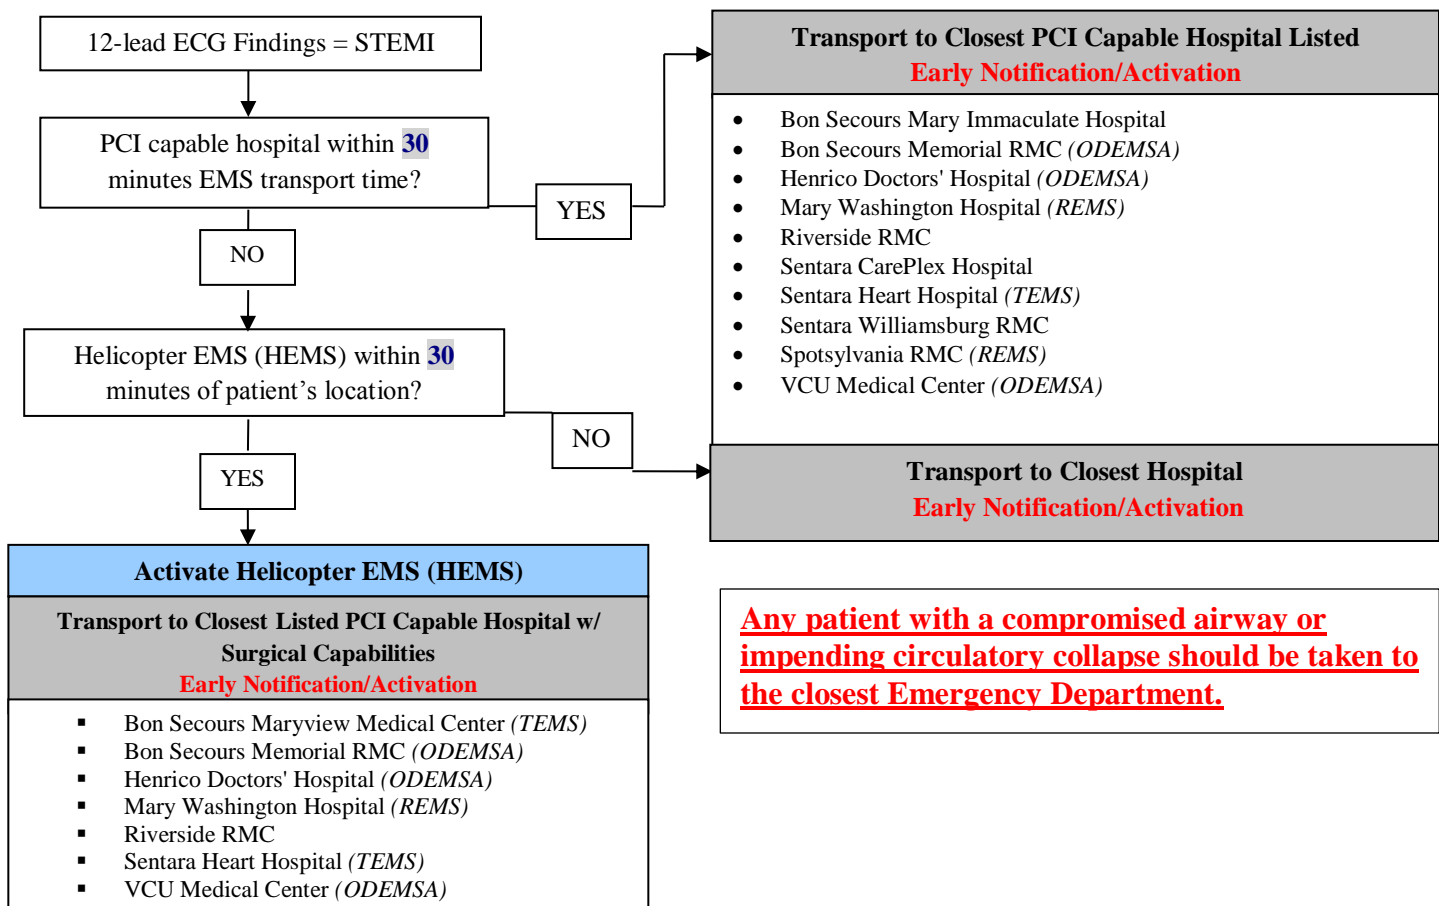 12-lead ECG Findings = STEMI
PCI capable hospital within 30
minutes EMS transport time?
YES
NO
Helicopter EMS (HEMS) within 30
minutes of patient’s location?
NO
YES
Transport to Closest PCI Capable Hospital Listed
Early Notification/Activation
• Bon Secours Mary Immaculate Hospital
• Bon Secours Memorial RMC (ODEMSA)
• Henrico Doctors' Hospital (ODEMSA)
• Mary Washington Hospital (REMS)
• Riverside RMC
• Sentara CarePlex Hospital
• Sentara Heart Hospital (TEMS)
• Sentara Williamsburg RMC
• Spotsylvania RMC (REMS)
• VCU Medical Center (ODEMSA)
Transport to Closest Hospital
Early Notification/Activation
Activate Helicopter EMS (HEMS)
Transport to Closest Listed PCI Capable Hospital w/
Surgical Capabilities
Early Notification/Activation
▪ Bon Secours Maryview Medical Center (TEMS)
▪ Bon Secours Memorial RMC (ODEMSA)
▪ Henrico Doctors' Hospital (ODEMSA)
▪ Mary Washington Hospital (REMS)
▪ Riverside RMC
▪ Sentara Heart Hospital (TEMS)
▪ VCU Medical Center (ODEMSA)
Any patient with a compromised airway or
impending circulatory collapse should be taken to
the closest Emergency Department.